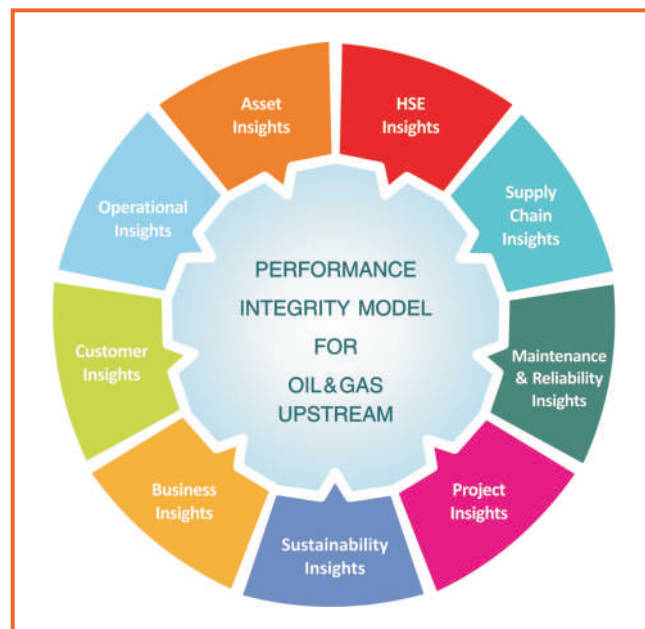 Asset
Insights
HSE
Insights
Supply
Chain
Insights
Maintenance
& Reliability
Insights
Project
Insights
Sustainability
Insights
Business
Insights
Customer
Insights
Operational
Insights
PERFORMANCE
INTEGRITY MODEL
FOR
OIL&GAS
UPSTREAM